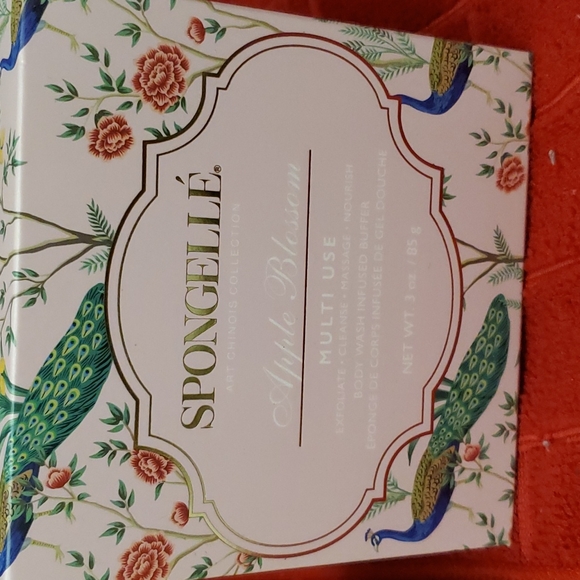 SPONGELLÉ®
ART CHINOIS COLLECTION
Apple Blossom
MULTI USE
EXFOLIATE • CLEANSE • MASSAGE • NOURISH
BODY WASH INFUSED BUFFER
ÉPONGE DE CORPS INFUSÉE DE GEL DOUCHE
NET WT 3 oz. / 85 g